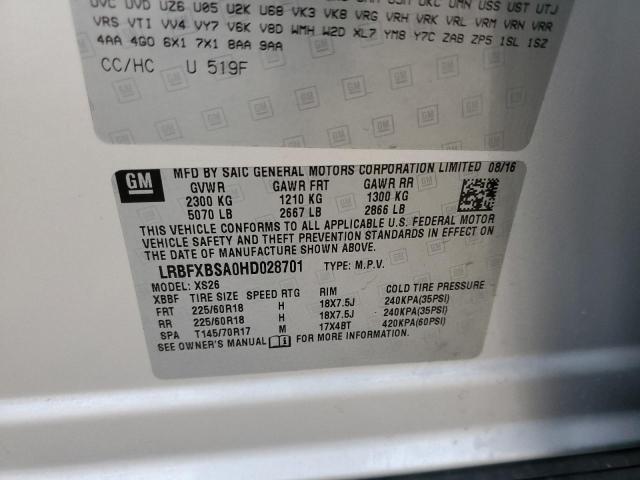 UVC UVD UZ6 U05 U2K U68 VK3 VK8 VRG VRH VRK VRL VRM VRN VRR
VRS VTI VV4 VY7 V6K V8D WMH W2D XL7 YM8 Y7C ZAB ZP5 1SL 1SZ
4AA 4GO 6X1 7X1 8AA 9AA
CC/HC U 519F
GM
MFD BY SAIC GENERAL MOTORS CORPORATION LIMITED 08/16
GVWR GAWR FRT GAWR RR
2300 KG 1210 KG 1300 KG
5070 LB 2667 LB 2866 LB
THIS VEHICLE CONFORMS TO ALL APPLICABLE U.S. FEDERAL MOTOR
VEHICLE SAFETY AND THEFT PREVENTION STANDARDS IN EFFECT ON
THE DATE OF MANUFACTURE SHOWN ABOVE.
LRBFXBSA0HD028701 TYPE: M.P.V.
MODEL: XS26
XBBF TIRE SIZE SPEED RTG RIM COLD TIRE PRESSURE
FRT 225/60R18 H 18X7.5J 240KPA(35PSI)
RR 225/60R18 H 18X7.5J 240KPA(35PSI)
SPA T145/70R17 M 17X4BT 420KPA(60PSI)
SEE OWNER'S MANUAL FOR MORE INFORMATION.